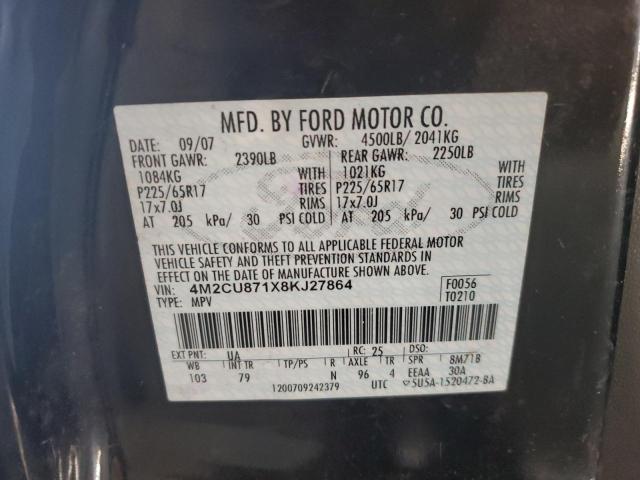 MFD. BY FORD MOTOR CO.
DATE: 09/07 GVWR: 4500LB/ 2041KG
FRONT GAWR: 2390LB REAR GAWR: 2250LB
1084KG WITH 1021KG WITH
P225/65R17 TIRES P225/65R17 TIRES
17x7.0J RIMS 17x7.0J RIMS
AT 205 kPa/ 30 PSI COLD AT 205 kPa/ 30 PSI COLD
THIS VEHICLE CONFORMS TO ALL APPLICABLE FEDERAL MOTOR
VEHICLE SAFETY AND THEFT PREVENTION STANDARDS IN
EFFECT ON THE DATE OF MANUFACTURE SHOWN ABOVE.
VIN: 4M2CU871X8KJ27864 F0056
TYPE: MPV T0210
EXT PNT: UA RC: 25 DSO:
WB INT TR TP/PS R AXLE TR SPR 8M71B
103 79 N 96 4 EEAA 30A
1200709242379 UTC 5U5A-1520472-BA